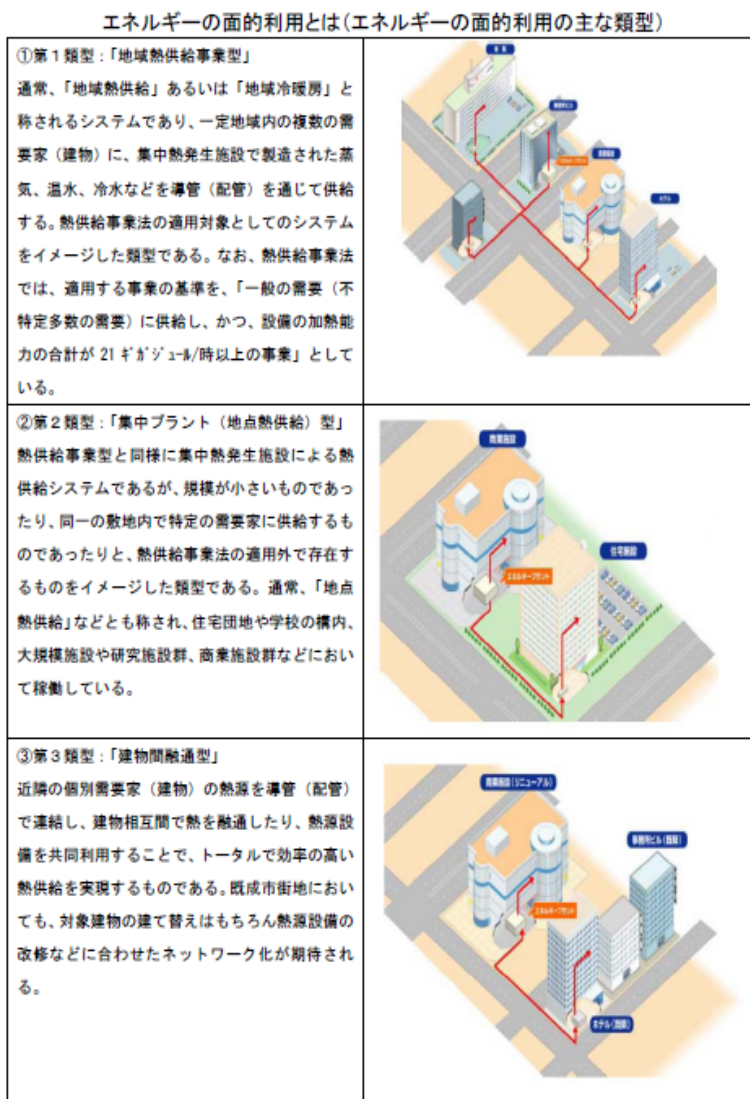 エネルギーの面的利用とは(エネルギーの面的利用の主な類型)
①第1類型:「地域熱供給事業型」
通常、「地域熱供給」あるいは「地域冷暖房」と
称されるシステムであり、一定地域内の複数の需
要家(建物)に、集中熱発生施設で製造された蒸
気、温水、冷水などを導管(配管)を通じて供給
する。熱供給事業法の適用対象としてのシステム
をイメージした類型である。なお、熱供給事業法
では、適用する事業の基準を、「一般の需要(不
特定多数の需要)に供給し、かつ、設備の加熱能
力の合計が 21 ギガジュール/時以上の事業」として
いる。
事務所ビル
エネルギープラント
商業施設
ホテル
②第2類型:「集中プラント(地点熱供給)型」
熱供給事業型と同様に集中熱発生施設による熱
供給システムであるが、規模が小さいものであっ
たり、同一の敷地内で特定の需要家に供給するも
のであったりと、熱供給事業法の適用外で存在す
るものをイメージした類型である。通常、「地点
熱供給」などとも称され、住宅団地や学校の構内、
大規模施設や研究施設群、商業施設群などにおい
て稼働している。
商業施設
住宅施設
エネルギープラント
③第3類型:「建物間融通型」
近隣の個別需要家(建物)の熱源を導管(配管)
で連結し、建物相互間で熱を融通したり、熱源設
備を共同利用することで、トータルで効率の高い
熱供給を実現するものである。既成市街地におい
ても、対象建物の建て替えはもちろん熱源設備の
改修などに合わせたネットワーク化が期待され
る。
商業施設(リニューアル)
事務所ビル(既築)
エネルギープラント
ホテル(既築)